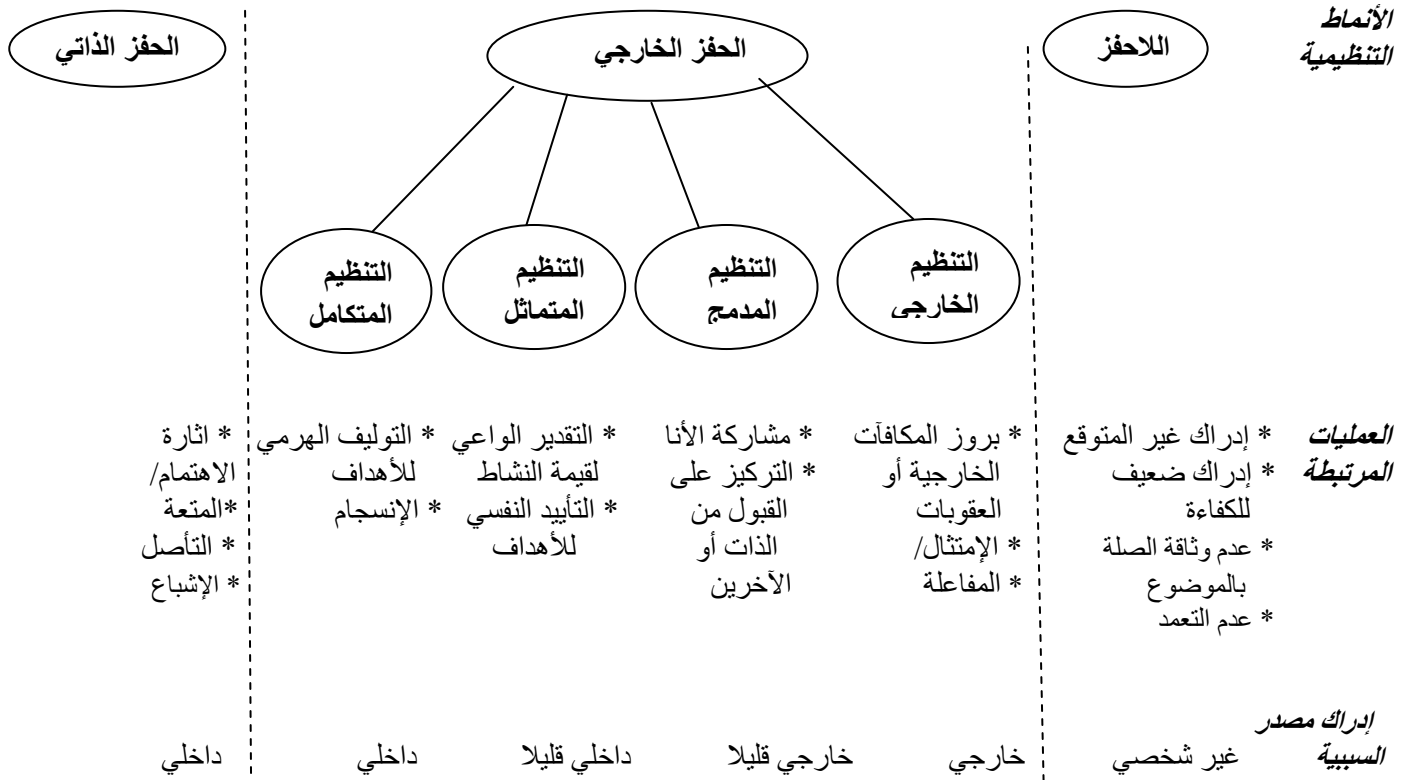 الأنماط
التنظيمية
اللاحفز
الحفز الخارجي
الحفز الذاتي
التنظيم
الخارجي
التنظيم
المدمج
التنظيم
المتماثل
التنظيم
المتكامل
العمليات
المرتبطة
* إدراك غير المتوقع
* إدراك ضعيف
للكفاءة
* عدم وثاقة الصلة
بالموضوع
* عدم التعمد
* بروز المكافآت
الخارجية أو
العقوبات
* الإمتثال/
* المفاعلة
* مشاركة الأنا
* التركيز على
القبول من
الذات أو
الآخرين
* التقدير الواعي
لقيمة النشاط
* التأييد النفسي
للأهداف
* التوليف الهرمي
للأهداف
* الإنسجام
* اثارة
الاهتمام/
*المتعة
* التأصل
* الإشباع
إدراك مصدر
السببية
غير شخصي
خارجي
خارجي قليلا
داخلي قليلا
داخلي
داخلي